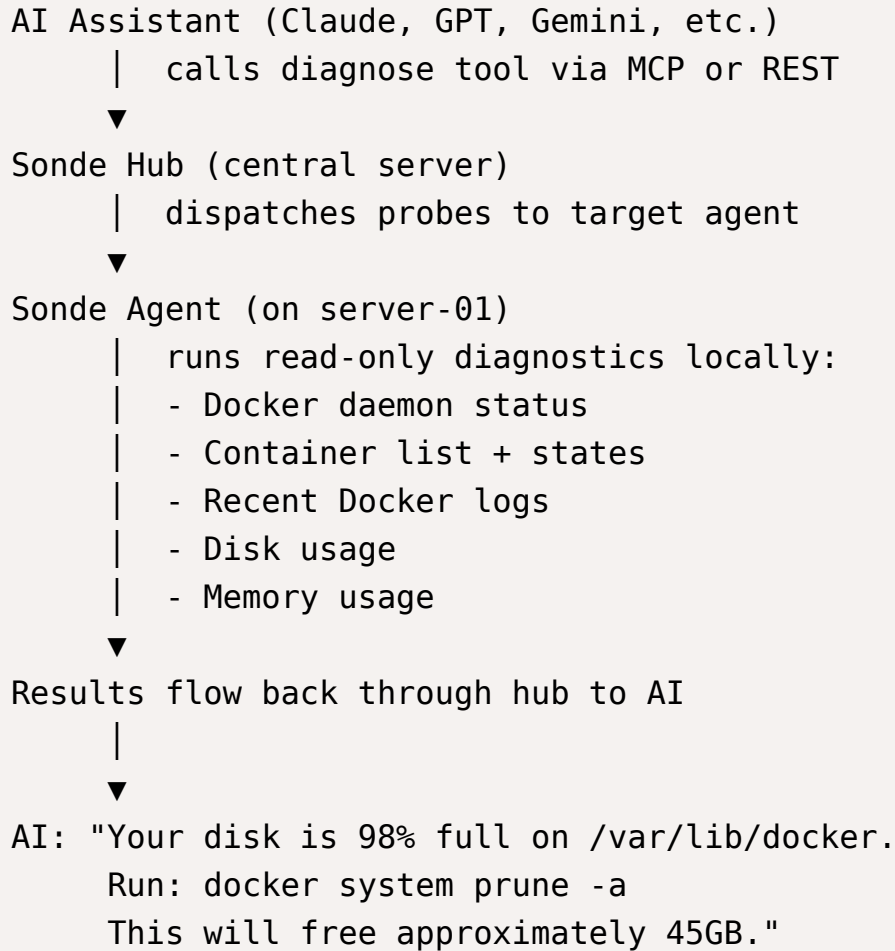 AI Assistant (Claude, GPT, Gemini, etc.)
│ calls diagnose tool via MCP or REST
▼
Sonde Hub (central server)
│ dispatches probes to target agent
▼
Sonde Agent (on server-01)
│ runs read-only diagnostics locally:
│ - Docker daemon status
│ - Container list + states
│ - Recent Docker logs
│ - Disk usage
│ - Memory usage
▼
Results flow back through hub to AI
│
▼
AI: "Your disk is 98% full on /var/lib/docker.
Run: docker system prune -a
This will free approximately 45GB."